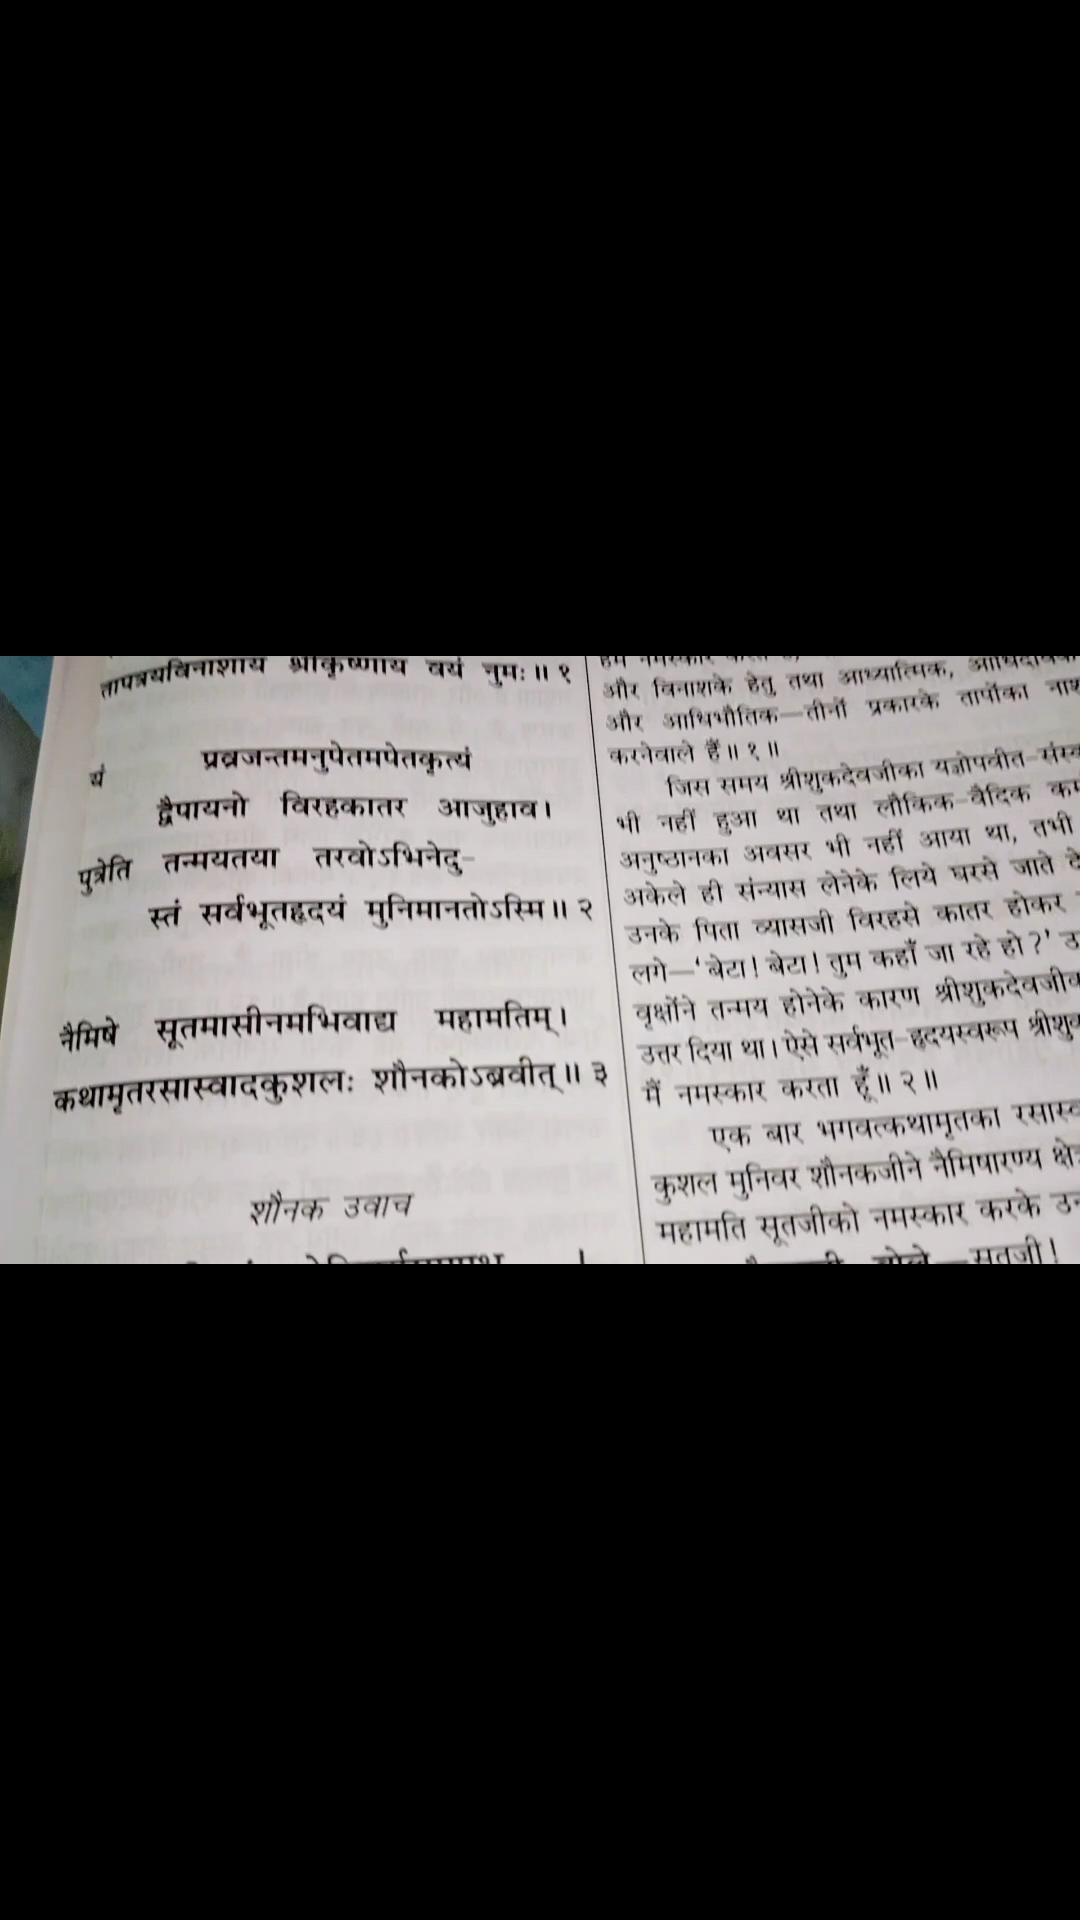 तापत्रयविनाशाय श्रीकृष्णाय वयं नुमः॥ १
यं प्रव्रजन्तमनुपेतमपेतकृत्यं
द्वैपायनो विरहकातर आजुहाव।
पुत्रेति तन्मयतया तरवोऽभिनेदु-
स्तं सर्वभूतहृदयं मुनिमानतोऽस्मि॥ २
नैमिषे सूतमासीनमभिवाद्य महामतिम्।
कथामृतरसास्वादकुशलः शौनकोऽब्रवीत्॥ ३
शौनक उवाच
हम नमस्कार
और विनाशके हेतु तथा आध्यात्मिक,
और आधिभौतिक—तीनों प्रकारके तापोंका
करनेवाले हैं॥ १॥
जिस समय श्रीशुकदेवजीका यज्ञोपवीत-
भी नहीं हुआ था तथा लौकिक-वैदिक
अनुष्ठानका अवसर भी नहीं आया था, तभी
अकेले ही संन्यास लेनेके लिये घरसे जाते
उनके पिता व्यासजी विरहसे कातर होकर
लगे—‘बेटा! बेटा! तुम कहाँ जा रहे हो?’
वृक्षोंने तन्मय होनेके कारण
उत्तर दिया था। ऐसे सर्वभूत-हृदयस्वरूप
मैं नमस्कार करता हूँ॥ २॥
एक बार भगवत्कथामृतका
कुशल मुनिवर शौनकजीने नैमिषारण्य
महामति सूतजीको नमस्कार करके
सूतजी!